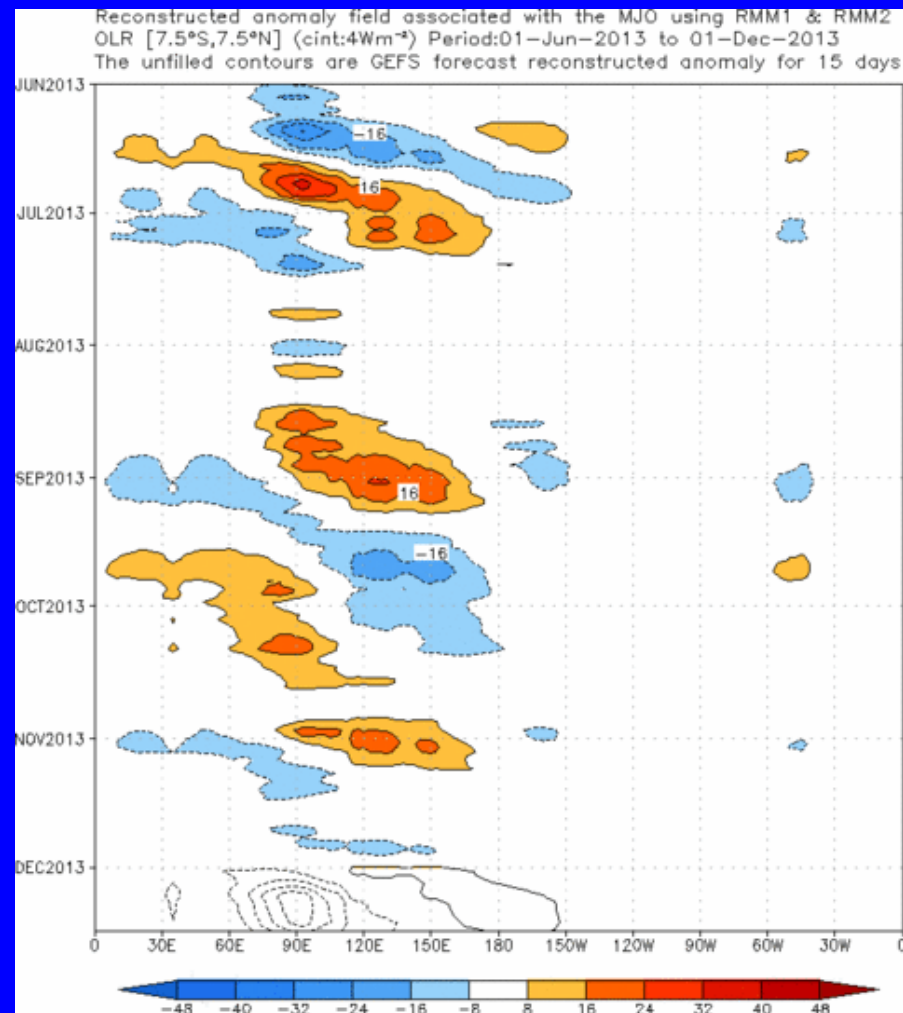 Reconstructed anomaly field associated with the MJO using RMM1 & RMM2
OLR [7.5°S,7.5°N] (cint:4Wm⁻²) Period:01-Jun-2013 to 01-Dec-2013
The unfilled contours are GEFS forecast reconstructed anomaly for 15 days
JUN2013
-16
16
JUL2013
AUG2013
SEP2013
16
-16
OCT2013
NOV2013
DEC2013
0 30E 60E 90E 120E 150E 180 150W 120W 90W 60W 30W 0
-48 -40 -32 -24 -16 -8 8 16 24 32 40 48